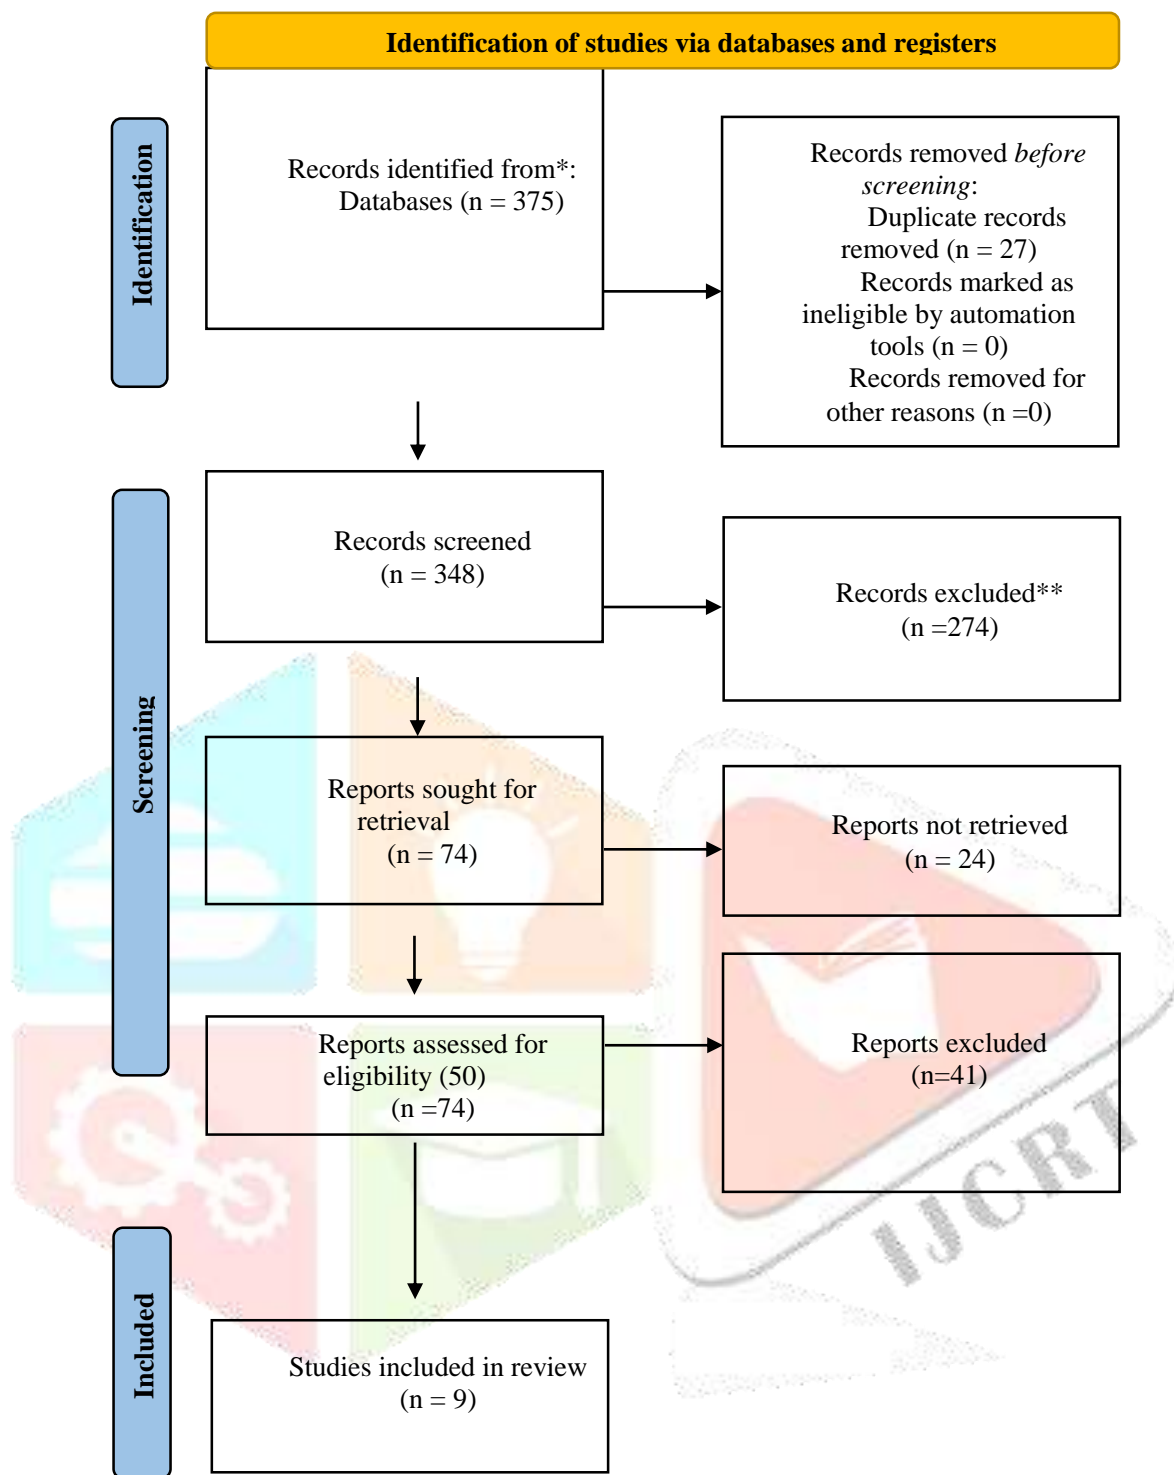 Identification of studies via databases and registers
Identification
Records identified from*:
Databases (n = 375)
Records removed before
screening:
Duplicate records
removed (n = 27)
Records marked as
ineligible by automation
tools (n = 0)
Records removed for
other reasons (n =0)
Screening
Records screened
(n = 348)
Records excluded**
(n =274)
Reports sought for
retrieval
(n = 74)
Reports not retrieved
(n = 24)
Reports assessed for
eligibility (50)
(n =74)
Reports excluded
(n=41)
IJCRT
Included
Studies included in review
(n = 9)